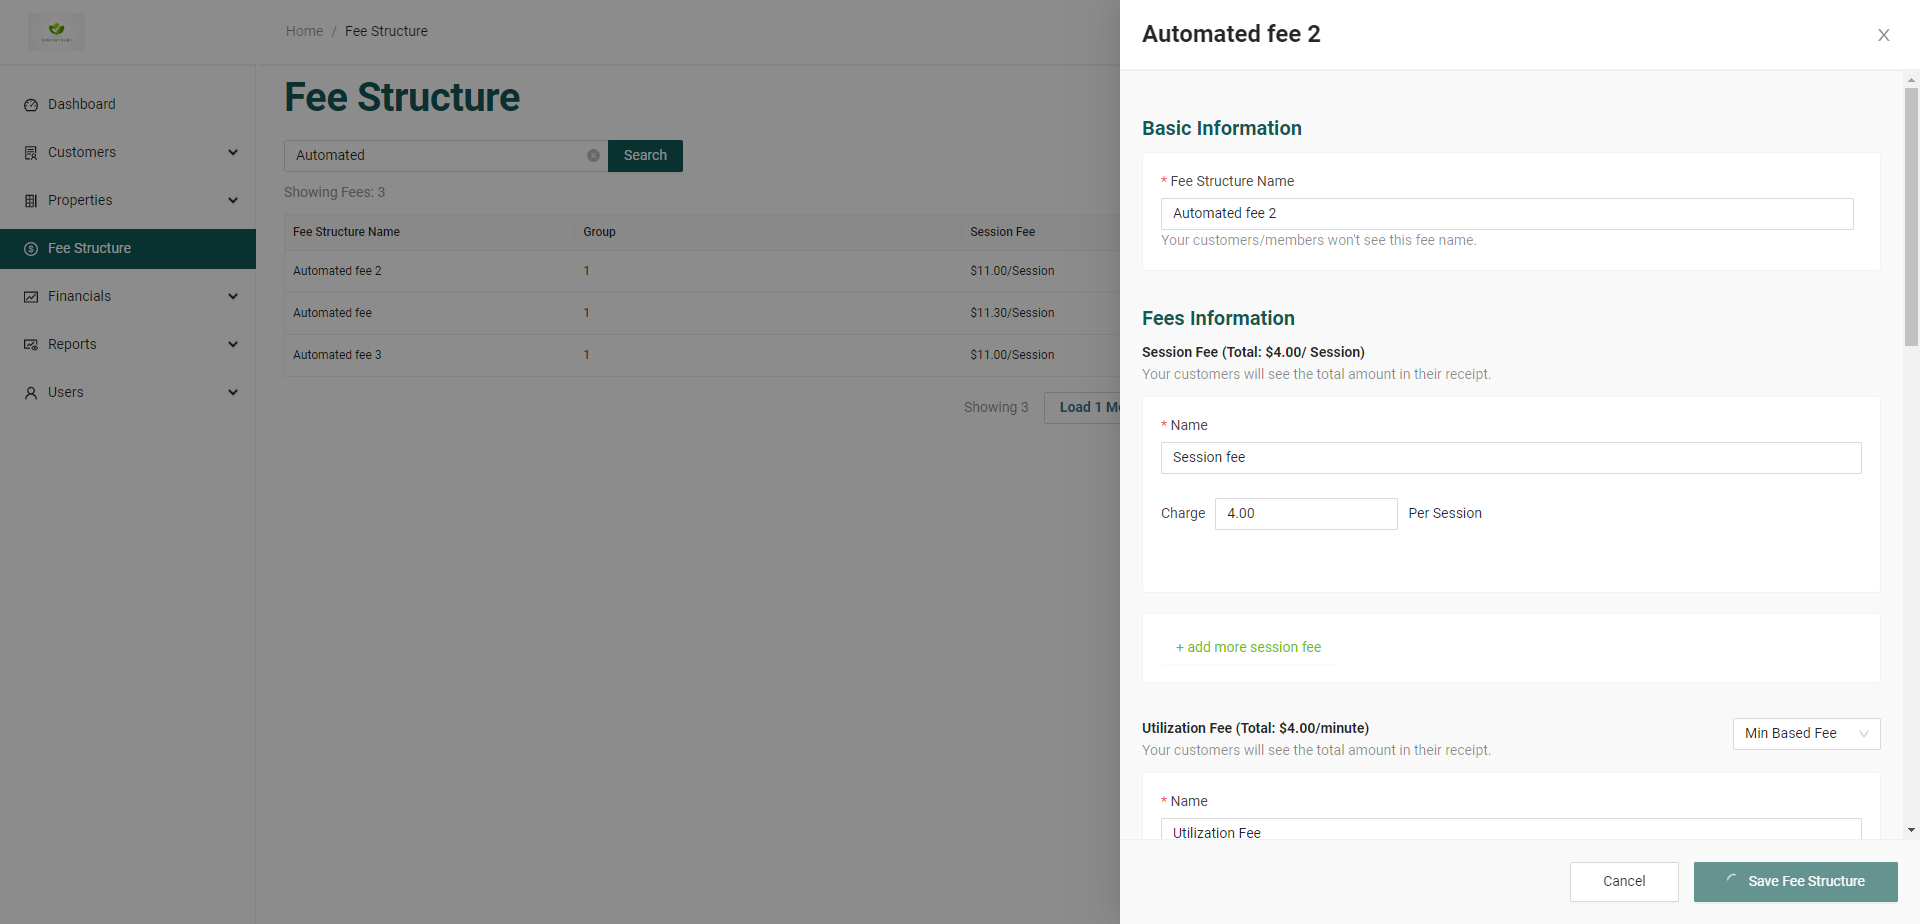 Home / Fee Structure
Dashboard
Customers
Properties
Fee Structure
Financials
Reports
Users
Fee Structure
Automated
Search
Showing Fees: 3
Fee Structure Name Group Session Fee
Automated fee 2 1 $11.00/Session
Automated fee 1 $11.30/Session
Automated fee 3 1 $11.00/Session
Showing 3 Load 1 M
Automated fee 2
Basic Information
* Fee Structure Name
Automated fee 2
Your customers/members won't see this fee name.
Fees Information
Session Fee (Total: $4.00/ Session)
Your customers will see the total amount in their receipt.
* Name
Session fee
Charge 4.00 Per Session
+ add more session fee
Utilization Fee (Total: $4.00/minute)
Your customers will see the total amount in their receipt.
Min Based Fee
* Name
Utilization Fee
Cancel
Save Fee Structure